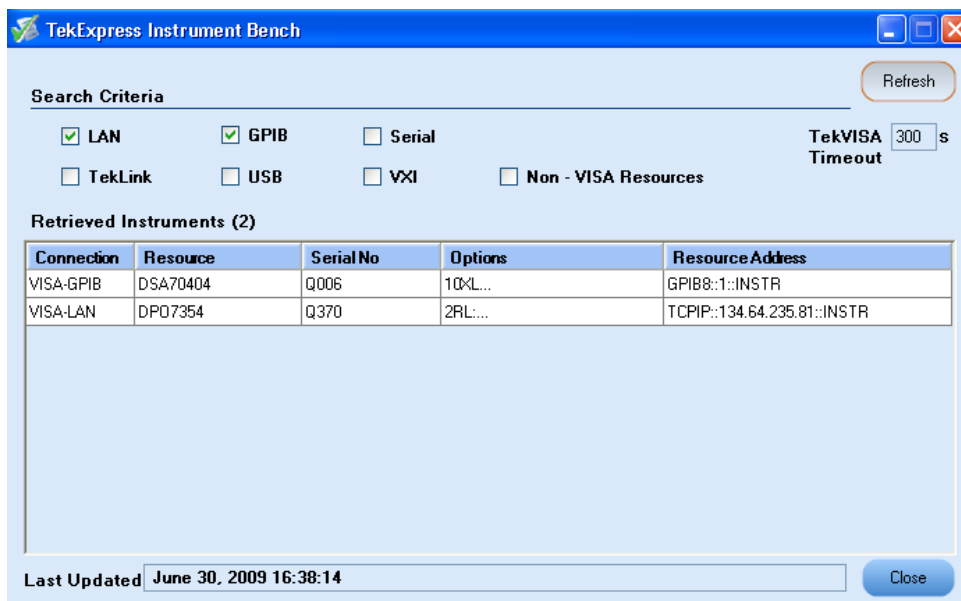 TekExpress Instrument Bench
Refresh
Search Criteria
LAN GPIB Serial
TekVISA Timeout 300 s
TekLink USB VXI Non - VISA Resources
Retrieved Instruments (2)
Connection Resource Serial No Options Resource Address
VISA-GPIB DSA70404 Q006 10XL... GPIB8::1::INSTR
VISA-LAN DPO7354 Q370 2RL:... TCPIP::134.64.235.81::INSTR
Last Updated June 30, 2009 16:38:14 Close